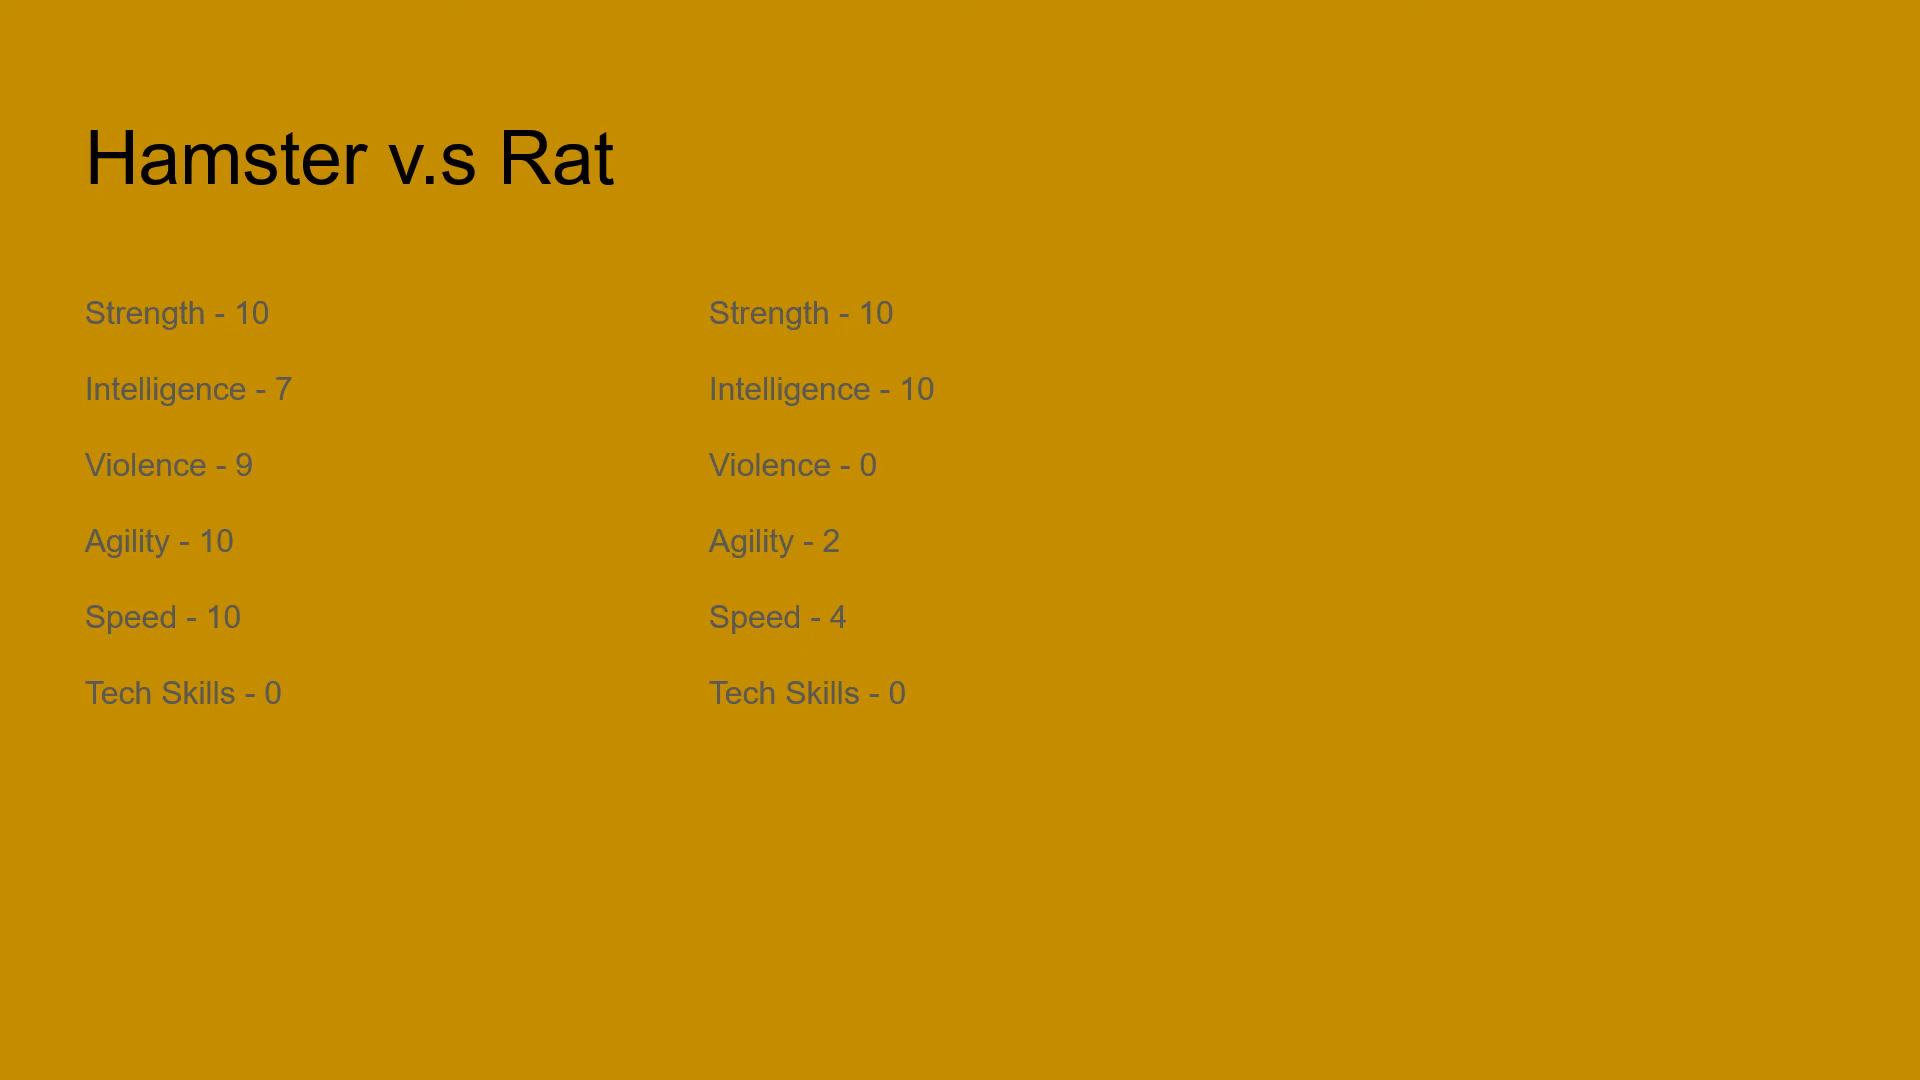 Hamster v.s Rat
Strength - 10
Intelligence - 7
Violence - 9
Agility - 10
Speed - 10
Tech Skills - 0
Strength - 10
Intelligence - 10
Violence - 0
Agility - 2
Speed - 4
Tech Skills - 0